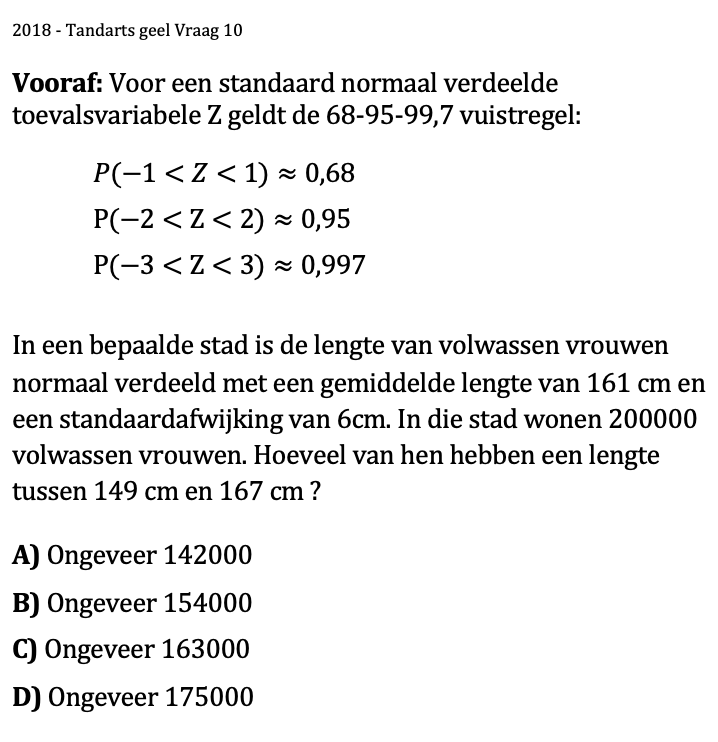 2018 - Tandarts geel Vraag 10
Vooraf: Voor een standaard normaal verdeelde
toevalsvariabele Z geldt de 68-95-99,7 vuistregel:
P(−1 < Z < 1) ≈ 0,68
P(−2 < Z < 2) ≈ 0,95
P(−3 < Z < 3) ≈ 0,997
In een bepaalde stad is de lengte van volwassen vrouwen
normaal verdeeld met een gemiddelde lengte van 161 cm en
een standaardafwijking van 6cm. In die stad wonen 200000
volwassen vrouwen. Hoeveel van hen hebben een lengte
tussen 149 cm en 167 cm ?
A) Ongeveer 142000
B) Ongeveer 154000
C) Ongeveer 163000
D) Ongeveer 175000